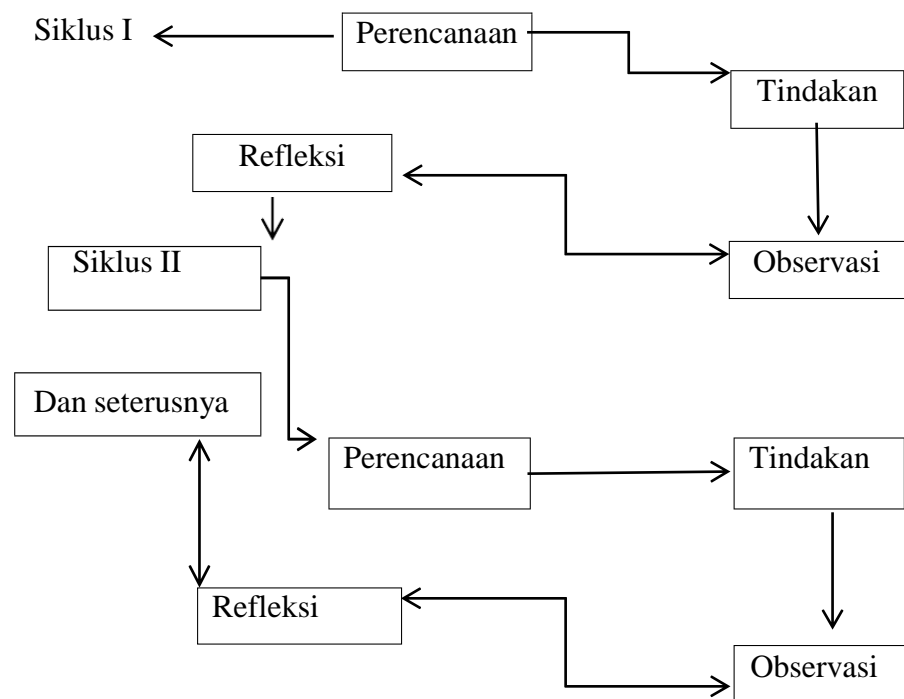 Siklus I
Perencanaan
Tindakan
Refleksi
Siklus II
Observasi
Dan seterusnya
Perencanaan
Tindakan
Refleksi
Observasi